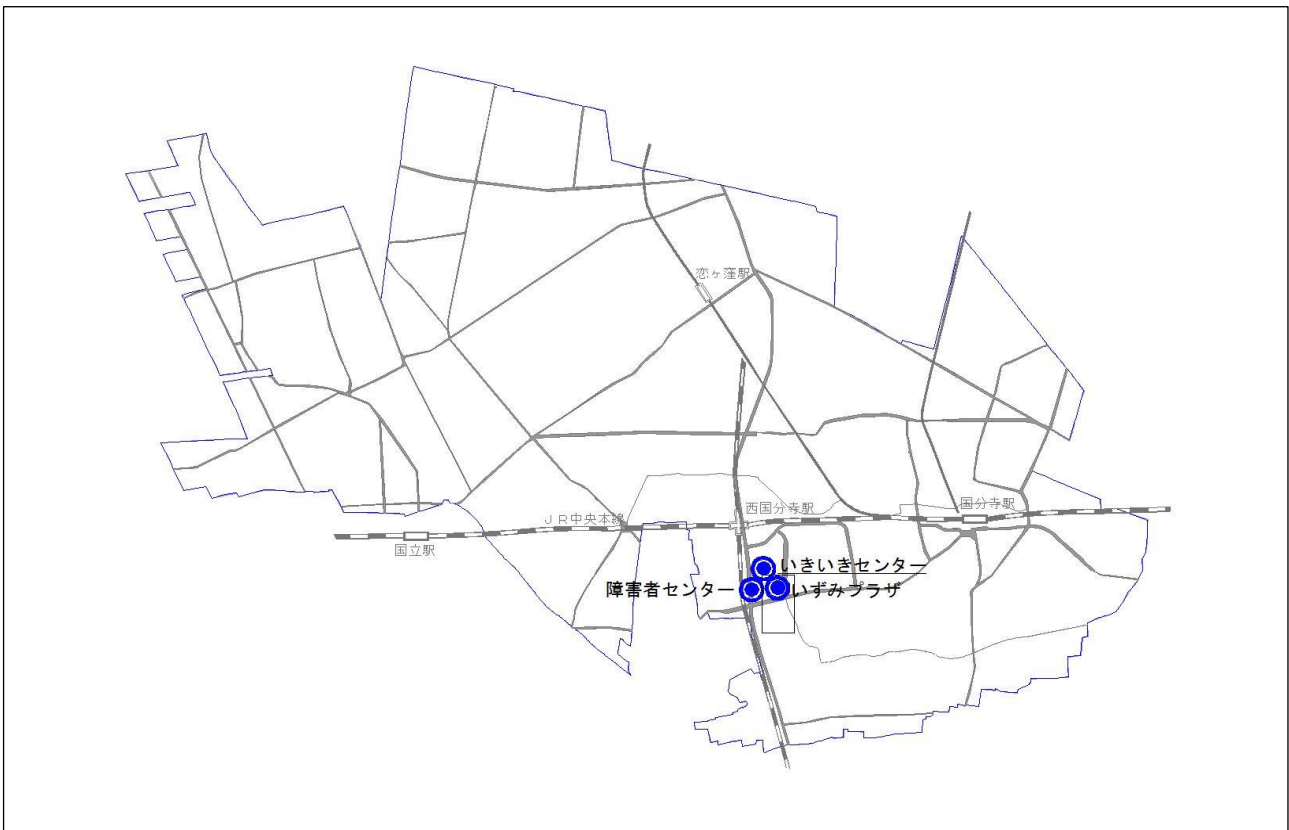 恋ヶ窪駅
西国分寺駅
国分寺駅
JR中央本線
国立駅
いきいきセンター
障害者センター
いずみプラザ